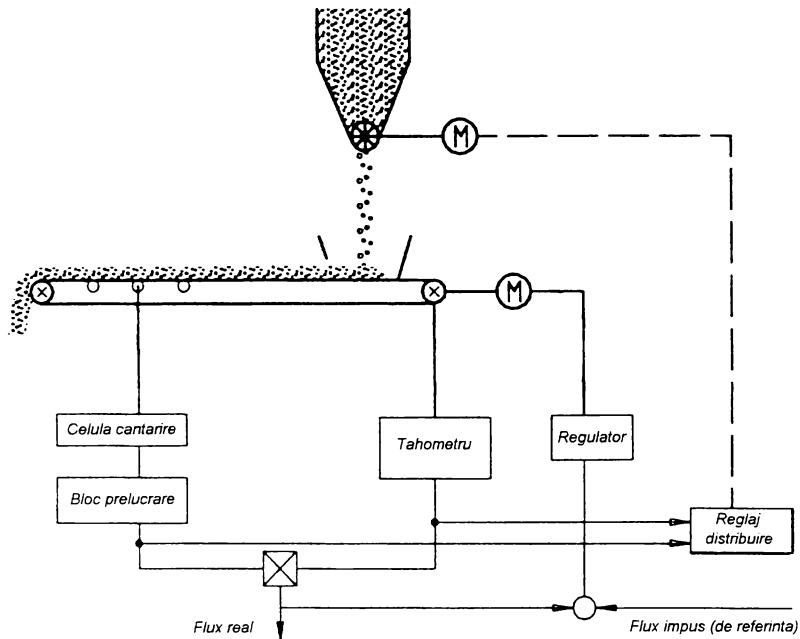 M
M
Celula cantarire
Tahometru
Regulator
Bloc prelucrare
Reglaj
distribuire
Flux real
Flux impus (de referinta)